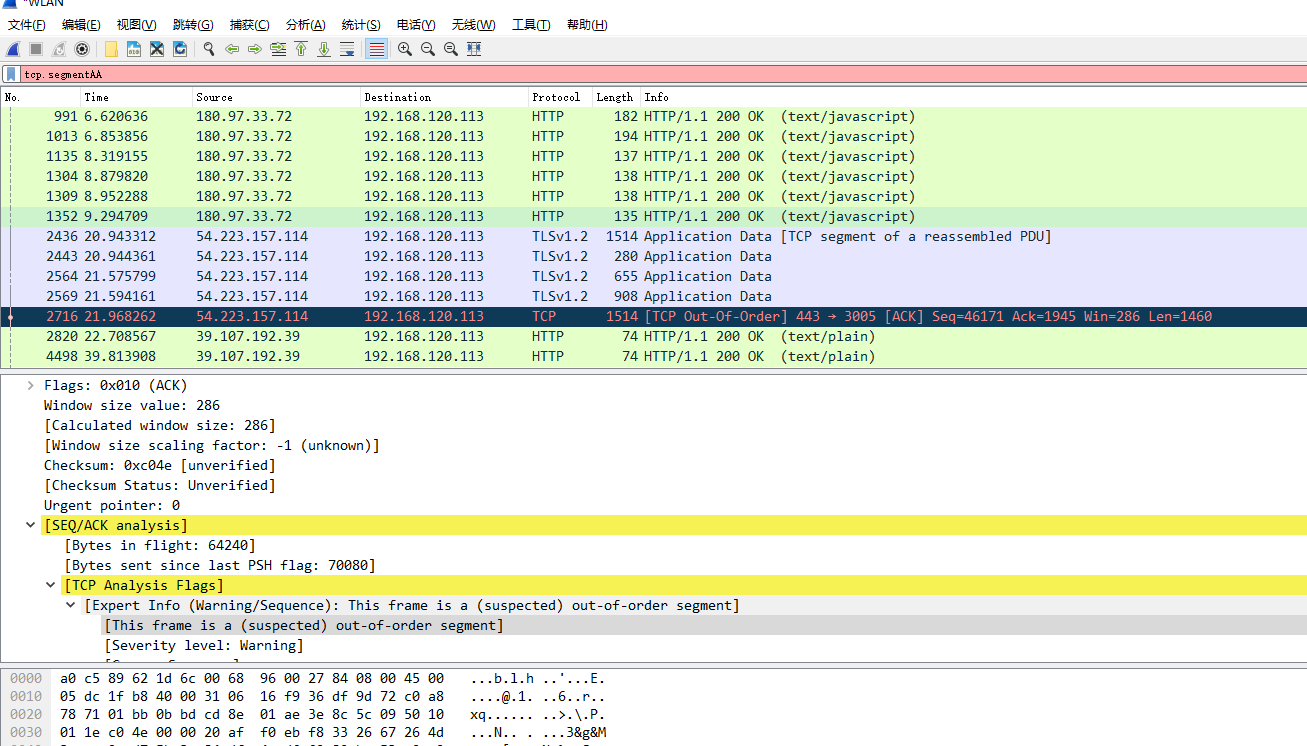 *WLAN
文件(F) 编辑(E) 视图(V) 跳转(G) 捕获(C) 分析(A) 统计(S) 电话(Y) 无线(W) 工具(T) 帮助(H)
tcp.segmentAA
No. Time Source Destination Protocol Length Info
991 6.620636 180.97.33.72 192.168.120.113 HTTP 182 HTTP/1.1 200 OK (text/javascript)
1013 6.853856 180.97.33.72 192.168.120.113 HTTP 194 HTTP/1.1 200 OK (text/javascript)
1135 8.319155 180.97.33.72 192.168.120.113 HTTP 137 HTTP/1.1 200 OK (text/javascript)
1304 8.879820 180.97.33.72 192.168.120.113 HTTP 138 HTTP/1.1 200 OK (text/javascript)
1309 8.952288 180.97.33.72 192.168.120.113 HTTP 138 HTTP/1.1 200 OK (text/javascript)
1352 9.294709 180.97.33.72 192.168.120.113 HTTP 135 HTTP/1.1 200 OK (text/javascript)
2436 20.943312 54.223.157.114 192.168.120.113 TLSv1.2 1514 Application Data [TCP segment of a reassembled PDU]
2443 20.944361 54.223.157.114 192.168.120.113 TLSv1.2 280 Application Data
2564 21.575799 54.223.157.114 192.168.120.113 TLSv1.2 655 Application Data
2569 21.594161 54.223.157.114 192.168.120.113 TLSv1.2 908 Application Data
2716 21.968262 54.223.157.114 192.168.120.113 TCP 1514 [TCP Out-Of-Order] 443 → 3005 [ACK] Seq=46171 Ack=1945 Win=286 Len=1460
2820 22.708567 39.107.192.39 192.168.120.113 HTTP 74 HTTP/1.1 200 OK (text/plain)
4498 39.813908 39.107.192.39 192.168.120.113 HTTP 74 HTTP/1.1 200 OK (text/plain)
Flags: 0x010 (ACK)
Window size value: 286
[Calculated window size: 286]
[Window size scaling factor: -1 (unknown)]
Checksum: 0xc04e [unverified]
[Checksum Status: Unverified]
Urgent pointer: 0
[SEQ/ACK analysis]
[Bytes in flight: 64240]
[Bytes sent since last PSH flag: 70080]
[TCP Analysis Flags]
[Expert Info (Warning/Sequence): This frame is a (suspected) out-of-order segment]
[This frame is a (suspected) out-of-order segment]
[Severity level: Warning]
0000 a0 c5 89 62 1d 6c 00 68 96 00 27 84 08 00 45 00 ...b.l.h ..'...E.
0010 05 dc 1f b8 40 00 31 06 16 f9 36 df 9d 72 c0 a8 ....@.1. ..6..r..
0020 78 71 01 bb 0b bd cd 8e 01 ae 3e 8c 5c 09 50 10 xq...... ..>.\.P.
0030 01 1e c0 4e 00 00 20 af f0 eb f8 33 26 67 26 4d ...N.. . ...3&g&M